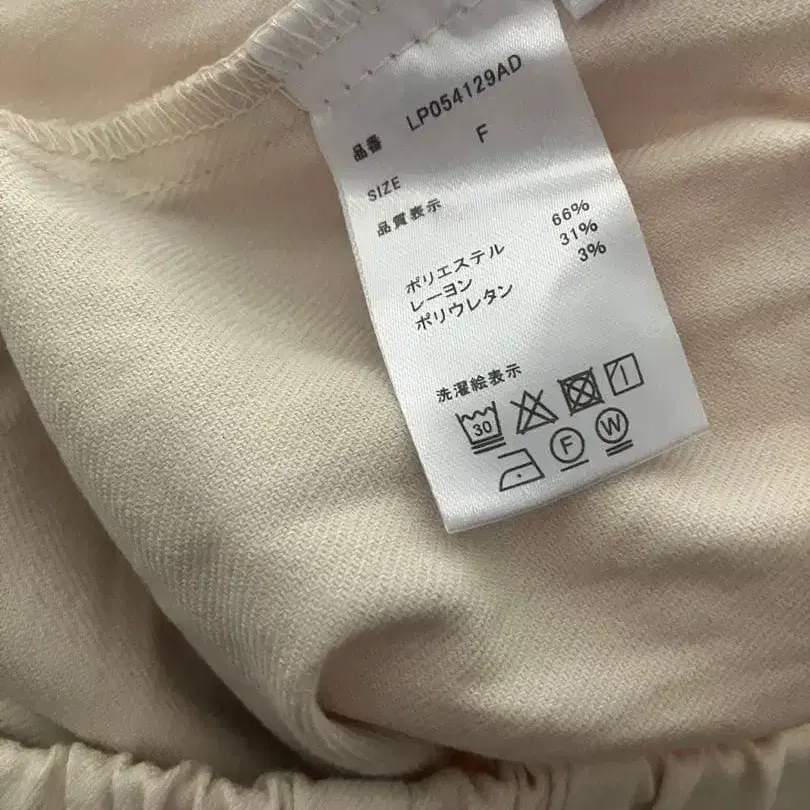 品番 LP054129AD
SIZE F
品質表示
ポリエステル 66%
レーヨン 31%
ポリウレタン 3%
洗濯絵表示
30
F W